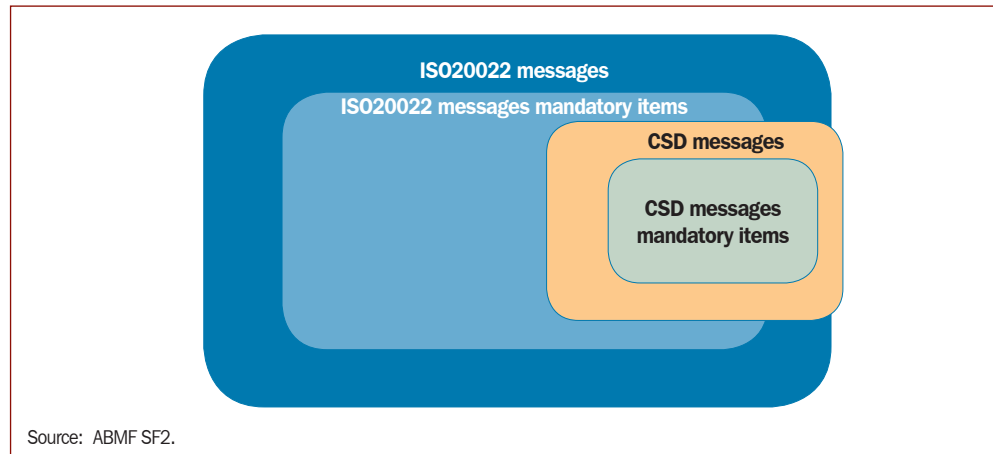 ISO20022 messages
ISO20022 messages mandatory items
CSD messages
CSD messages
mandatory items
Source: ABMF SF2.